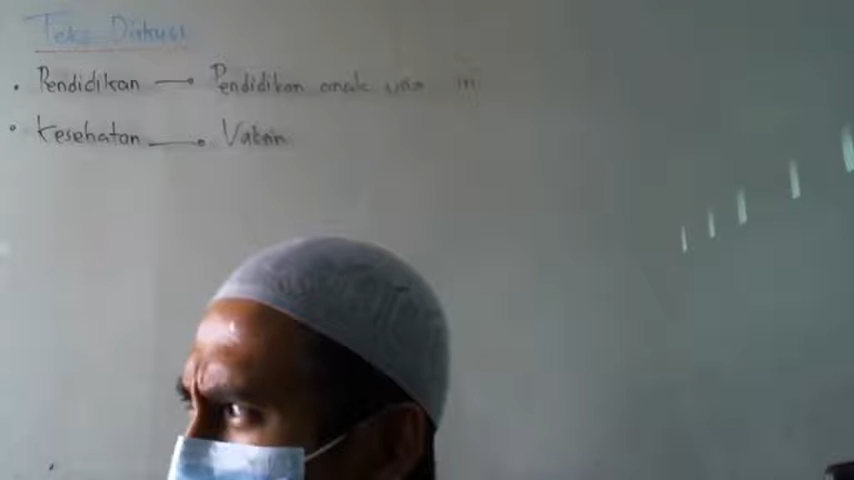 Teks Diskusi
• Pendidikan → Pendidikan anak usia
• Kesehatan → Vaksin